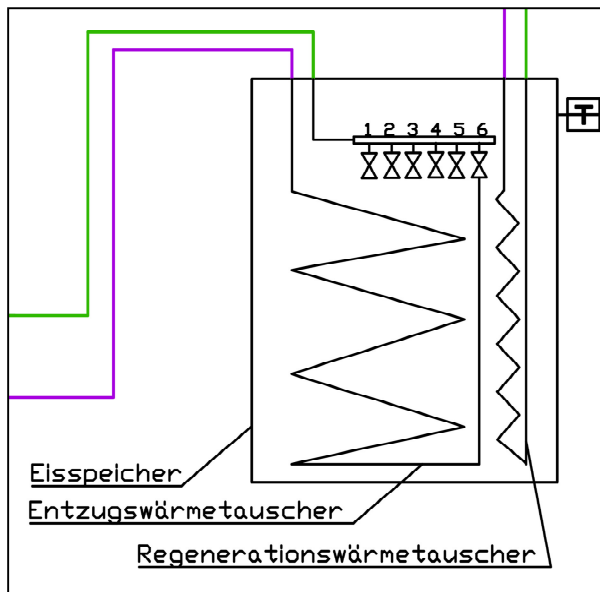 1 2 3 4 5 6
T
Eisspeicher
Entzugswärmetauscher
Regenerationswärmetauscher